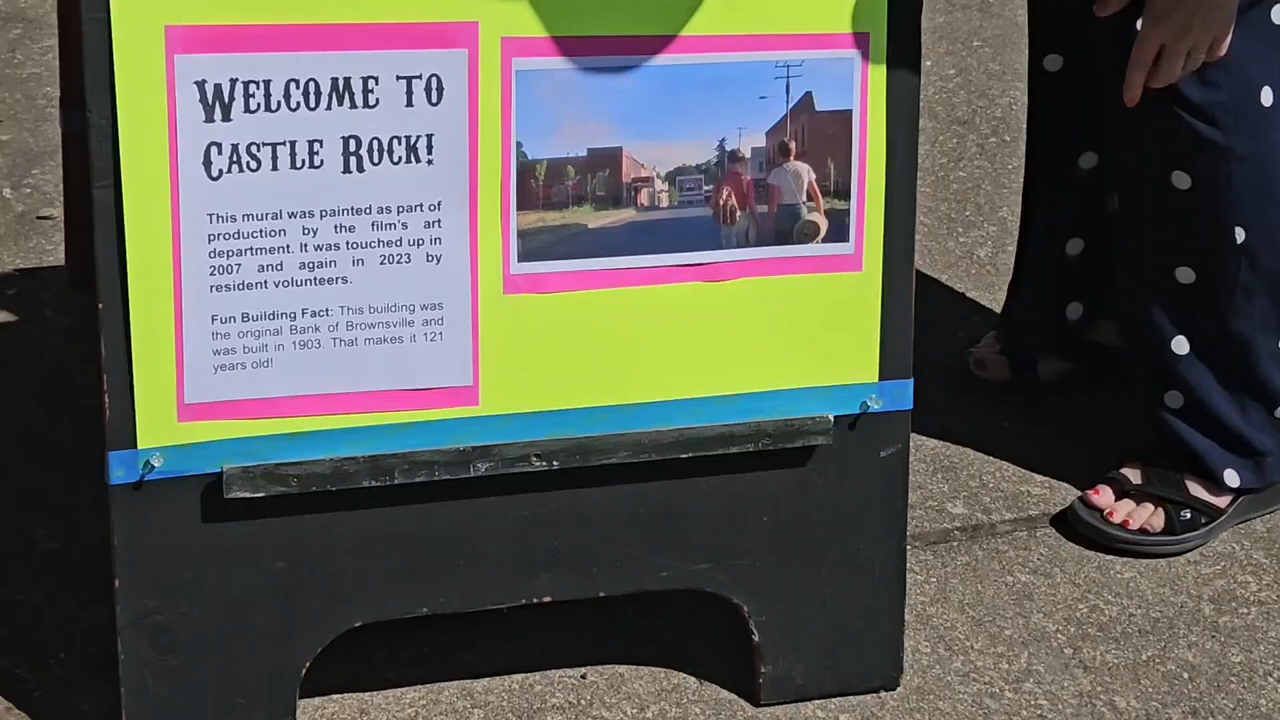 WELCOME TO
CASTLE ROCK!
This mural was painted as part of
production by the film's art
department. It was touched up in
2007 and again in 2023 by
resident volunteers.
Fun Building Fact: This building was
the original Bank of Brownsville and
was built in 1903. That makes it 121
years old!
S